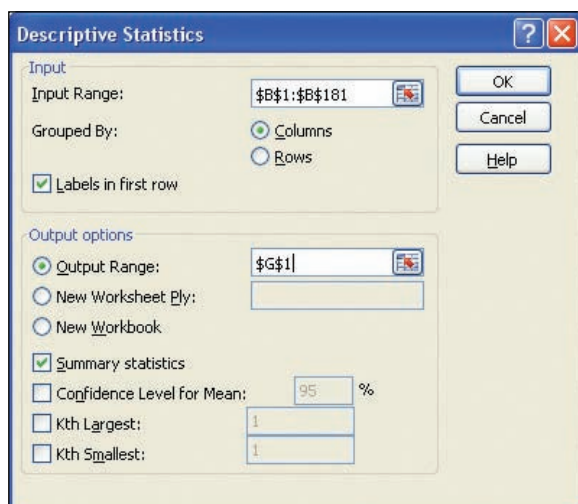 Descriptive Statistics
Input
Input Range: $B$1:$B$181
Grouped By: Columns
Rows
Labels in first row
OK
Cancel
Help
Output options
Output Range: $G$1
New Worksheet Ply:
New Workbook
Summary statistics
Confidence Level for Mean: 95 %
Kth Largest: 1
Kth Smallest: 1